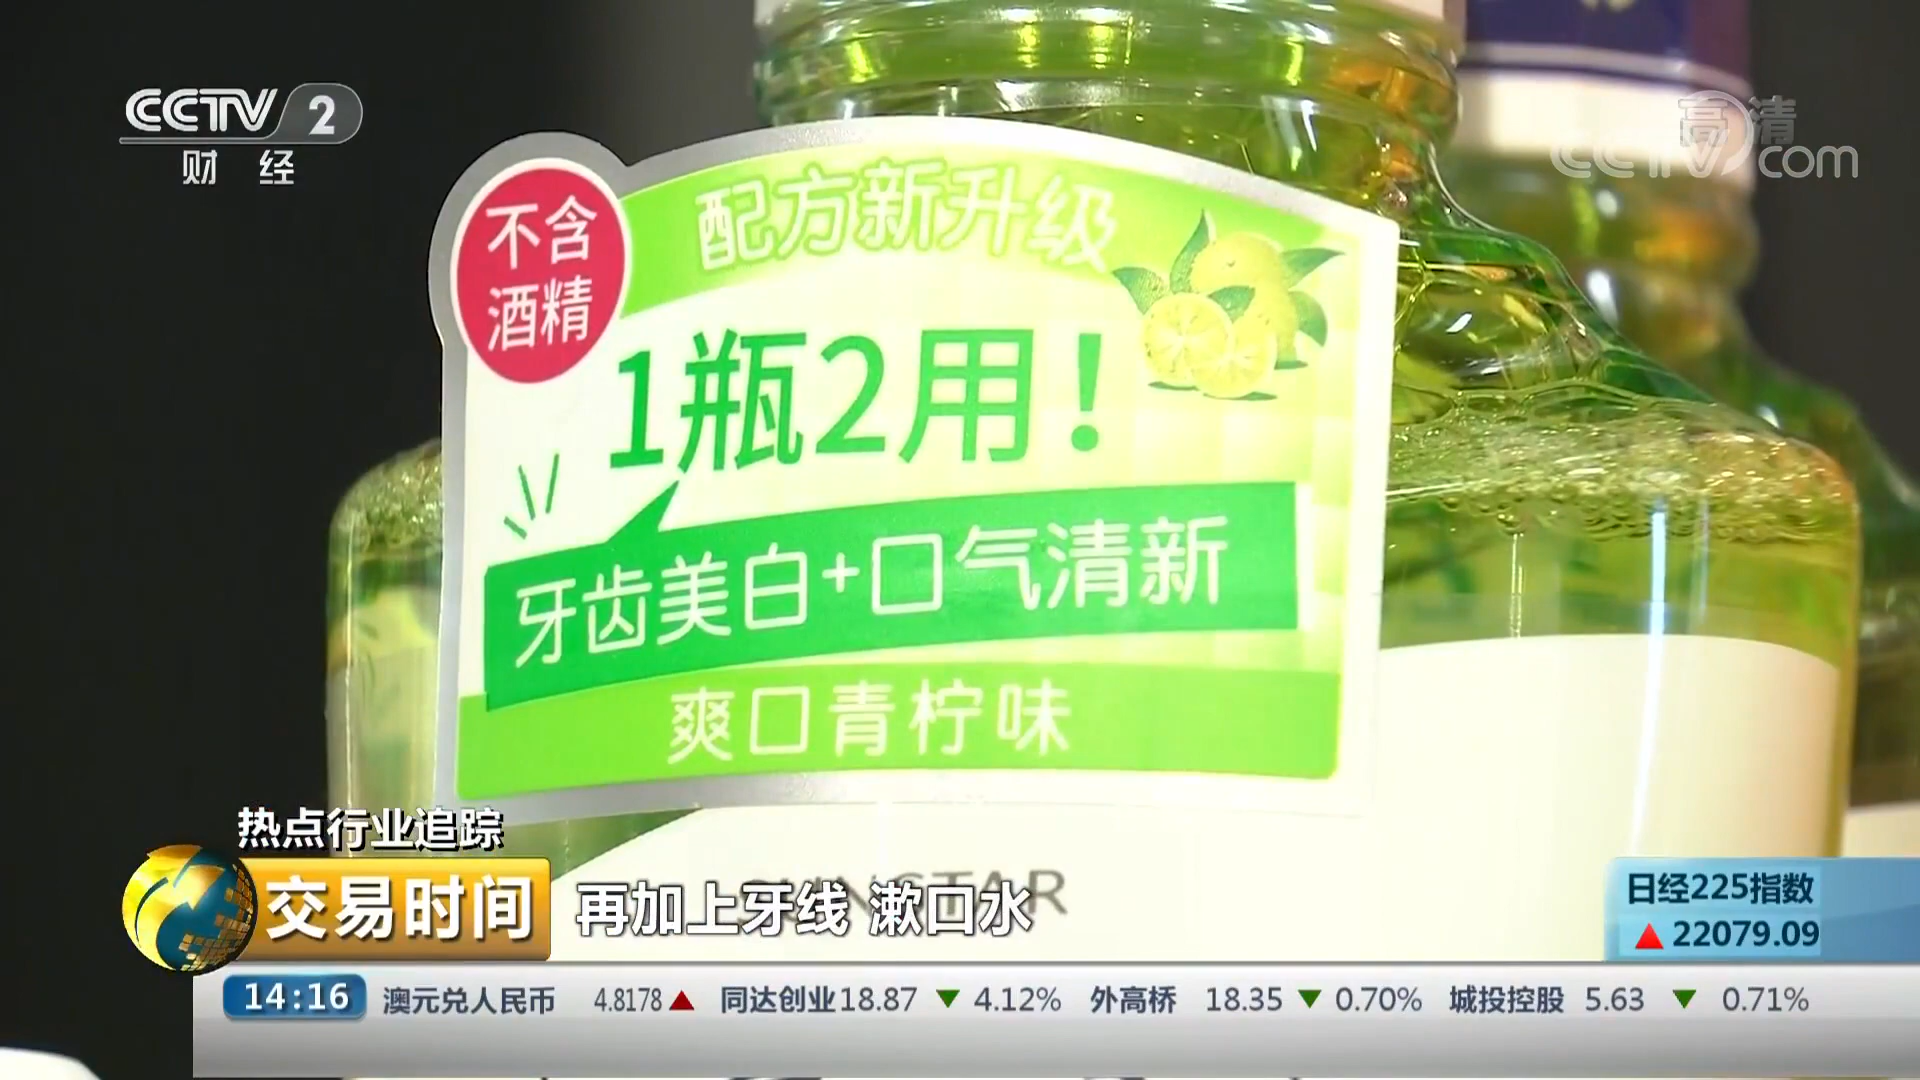 CCTV 2
财 经
高清
CCTV.com
不含
酒精
配方新升级
1瓶2用!
牙齿美白+口气清新
爽口青柠味
SUNSTAR
热点行业追踪
交易时间
再加上牙线 漱口水
日经225指数
▲22079.09
14:16 澳元兑人民币 4.8178▲ 同达创业18.87 ▼ 4.12% 外高桥 18.35 ▼ 0.70% 城投控股 5.63 ▼ 0.71%